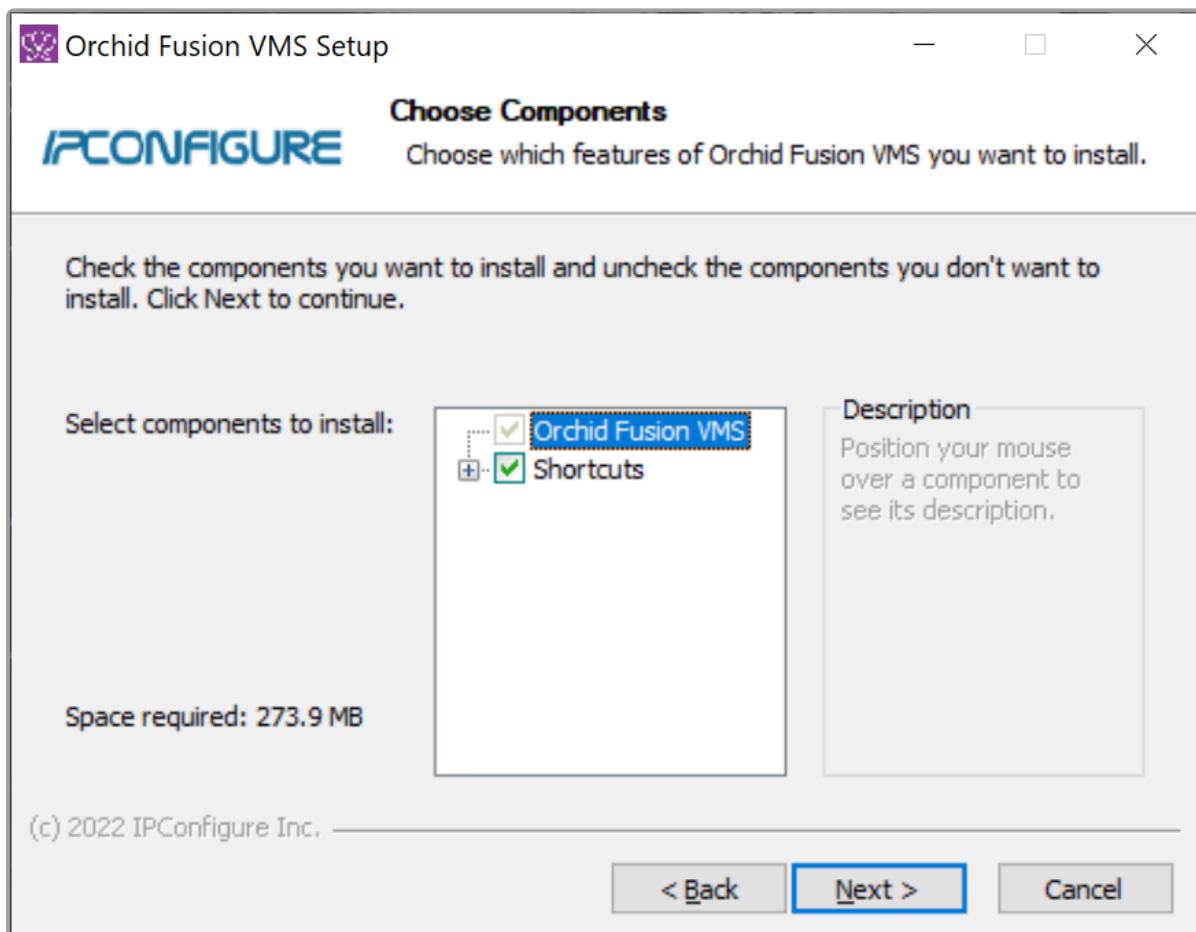 Orchid Fusion VMS Setup
IPCONFIGURE
Choose Components
Choose which features of Orchid Fusion VMS you want to install.
Check the components you want to install and uncheck the components you don't want to
install. Click Next to continue.
Select components to install:
Orchid Fusion VMS
Shortcuts
Description
Position your mouse
over a component to
see its description.
Space required: 273.9 MB
(c) 2022 IPConfigure Inc.
< Back
Next >
Cancel